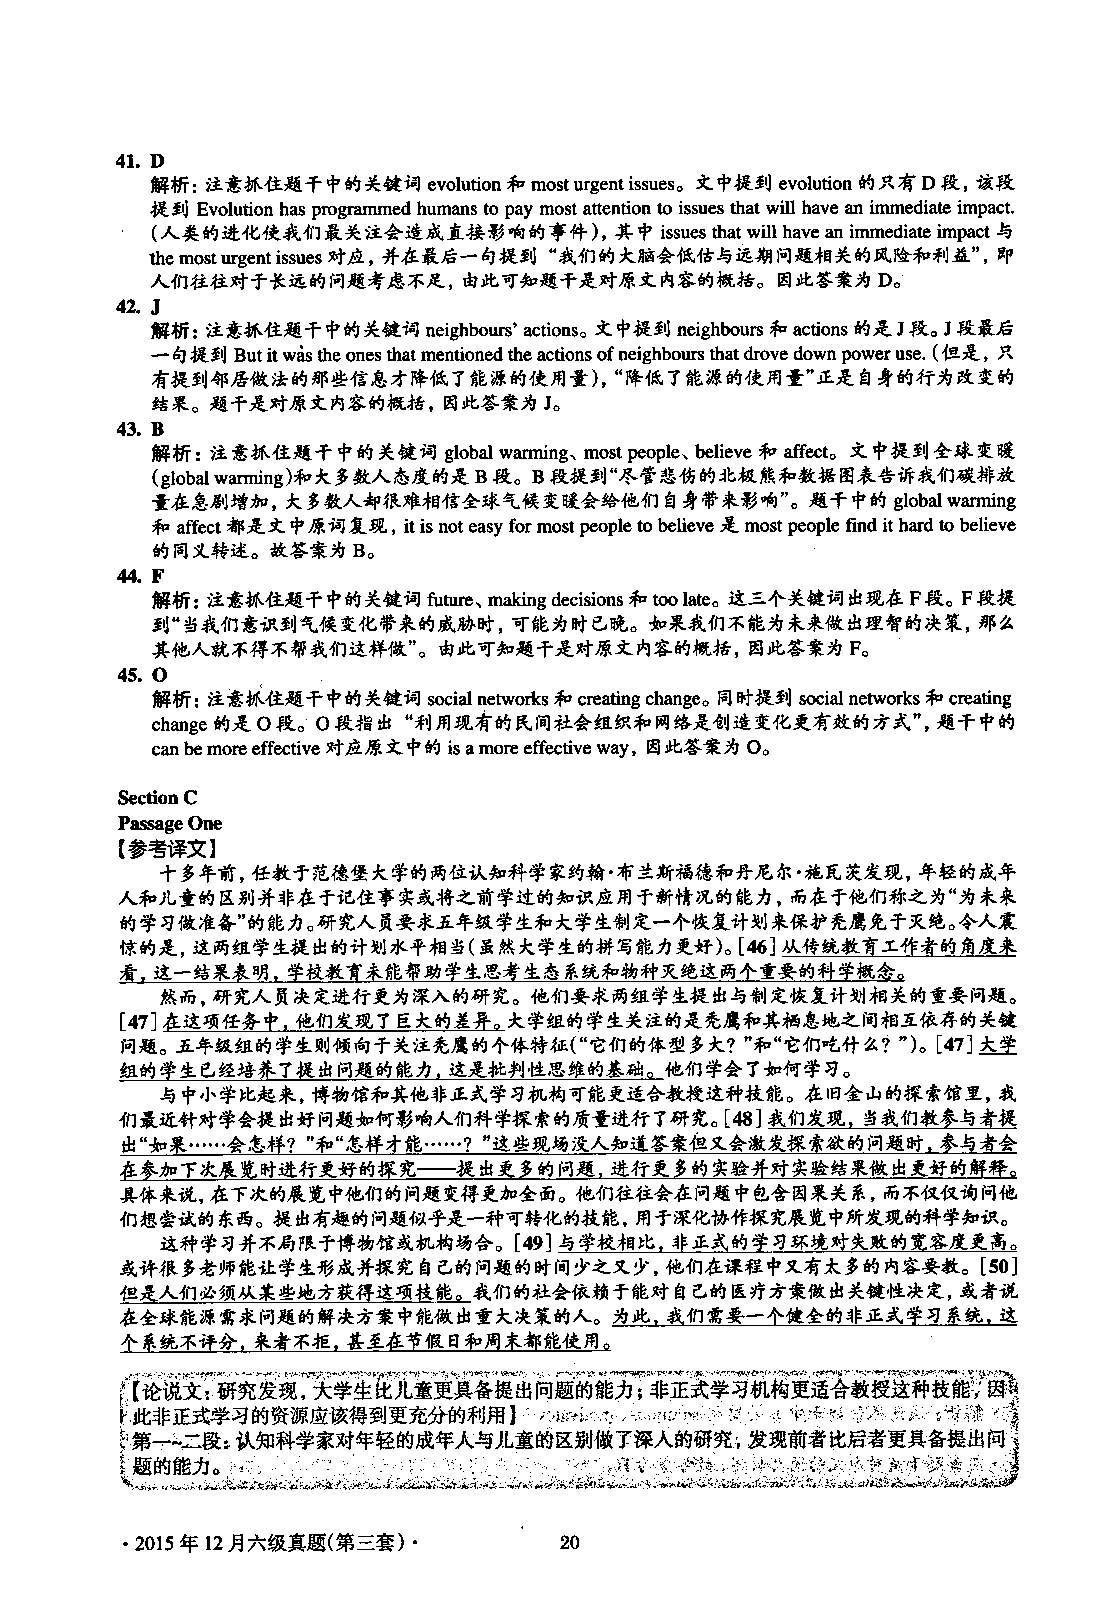 41. D
解析：注意抓住题干中的关键词 evolution 和 most urgent issues。文中提到 evolution 的只有 D 段，该段
提到 Evolution has programmed humans to pay most attention to issues that will have an immediate impact.
(人类的进化使我们最关注会造成直接影响的事件)，其中 issues that will have an immediate impact 与
the most urgent issues 对应，并在最后一句提到 “我们的大脑会低估与远期问题相关的风险和利益”，即
人们往往对于长远的问题考虑不足，由此可知题干是对原文内容的概括。因此答案为 D。
42. J
解析：注意抓住题干中的关键词 neighbours' actions。文中提到 neighbours 和 actions 的是 J 段。J 段最后
一句提到 But it was the ones that mentioned the actions of neighbours that drove down power use. (但是，只
有提到邻居做法的那些信息才降低了能源的使用量)，“降低了能源的使用量”正是自身的行为改变的
结果。题干是对原文内容的概括，因此答案为 J。
43. B
解析：注意抓住题干中的关键词 global warming、most people、believe 和 affect。文中提到全球变暖
(global warming)和大多数人态度的是 B 段。B 段提到“尽管悲伤的北极熊和数据图表告诉我们碳排放
量在急剧增加，大多数人却很难相信全球气候变暖会给他们自身带来影响”。题干中的 global warming
和 affect 都是文中原词复现，it is not easy for most people to believe 是 most people find it hard to believe
的同义转述。故答案为 B。
44. F
解析：注意抓住题干中的关键词 future、making decisions 和 too late。这三个关键词出现在 F 段。F 段提
到“当我们意识到气候变化带来的威胁时，可能为时已晚。如果我们不能为未来做出理智的决策，那么
其他人就不得不帮我们这样做”。由此可知题干是对原文内容的概括，因此答案为 F。
45. O
解析：注意抓住题干中的关键词 social networks 和 creating change。同时提到 social networks 和 creating
change 的是 O 段。O 段指出 “利用现有的民间社会组织和网络是创造变化更有效的方式”，题干中的
can be more effective 对应原文中的 is a more effective way，因此答案为 O。
Section C
Passage One
【参考译文】
十多年前，任教于范德堡大学的两位认知科学家约翰·布兰斯福德和丹尼尔·施瓦茨发现，年轻的成年
人和儿童的区别并非在于记住事实或将之前学过的知识应用于新情况的能力，而在于他们称之为“为未来
的学习做准备”的能力。研究人员要求五年级学生和大学生制定一个恢复计划来保护秃鹰免于灭绝。令人震
惊的是，这两组学生提出的计划水平相当(虽然大学生的拼写能力更好)。[46]从传统教育工作者的角度来
看，这一结果表明，学校教育未能帮助学生思考生态系统和物种灭绝这两个重要的科学概念。
然而，研究人员决定进行更为深入的研究。他们要求两组学生提出与制定恢复计划相关的重要问题。
[47]在这项任务中，他们发现了巨大的差异。大学组的学生关注的是秃鹰和其栖息地之间相互依存的关键
问题。五年级组的学生则倾向于关注秃鹰的个体特征(“它们的体型多大？”和“它们吃什么？”)。[47]大学
组的学生已经培养了提出问题的能力，这是批判性思维的基础。他们学会了如何学习。
与中小学比起来，博物馆和其他非正式学习机构可能更适合教授这种技能。在旧金山的探索馆里，我
们最近针对学会提出好问题如何影响人们科学探索的质量进行了研究。[48]我们发现，当我们教参与者提
出“如果……会怎样？”和“怎样才能……？”这些现场没人知道答案但又会激发探索欲的问题时，参与者会
在参加下次展览时进行更好的探究——提出更多的问题，进行更多的实验并对实验结果做出更好的解释。
具体来说，在下次的展览中他们的问题变得更加全面。他们往往会在问题中包含因果关系，而不仅仅询问他
们想尝试的东西。提出有趣的问题似乎是一种可转化的技能，用于深化协作探究展览中所发现的科学知识。
这种学习并不局限于博物馆或机构场合。[49]与学校相比，非正式的学习环境对失败的宽容度更高。
或许很多老师能让学生形成并探究自己的问题的时间少之又少，他们在课程中又有太多的内容要教。[50]
但是人们必须从某些地方获得这项技能。我们的社会依赖于能对自己的医疗方案做出关键性决定，或者说
在全球能源需求问题的解决方案中能做出重大决策的人。为此，我们需要一个健全的非正式学习系统，这
个系统不评分，来者不拒，甚至在节假日和周末都能使用。
【论说文：研究发现，大学生比儿童更具备提出问题的能力；非正式学习机构更适合教授这种技能，因
此非正式学习的资源应该得到更充分的利用】
第一~二段：认知科学家对年轻的成年人与儿童的区别做了深入的研究，发现前者比后者更具备提出问
题的能力。
·2015 年 12 月六级真题(第三套)· 20